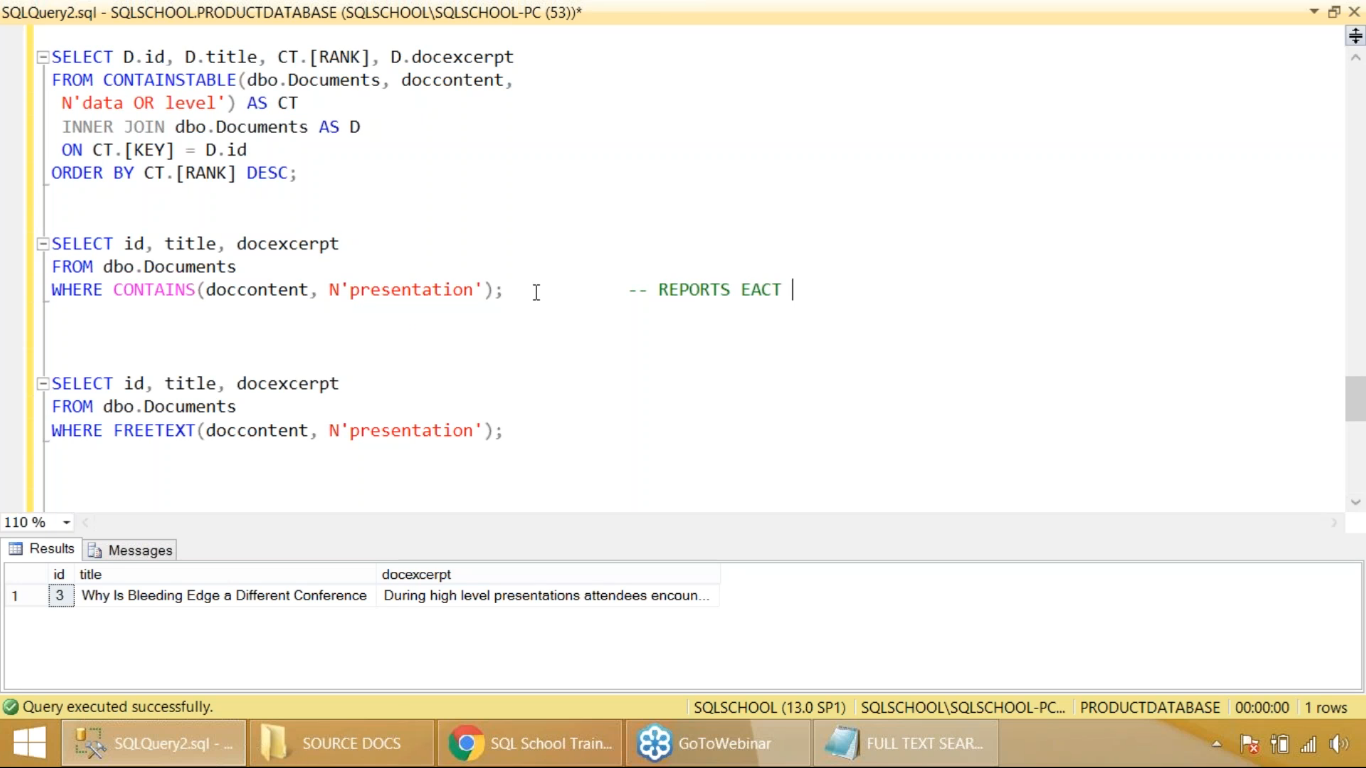 SQLQuery2.sql - SQLSCHOOL.PRODUCTDATABASE (SQLSCHOOL\SQLSCHOOL-PC (53))*
SELECT D.id, D.title, CT.[RANK], D.docexcerpt
FROM CONTAINSTABLE(dbo.Documents, doccontent,
N'data OR level') AS CT
INNER JOIN dbo.Documents AS D
ON CT.[KEY] = D.id
ORDER BY CT.[RANK] DESC;
SELECT id, title, docexcerpt
FROM dbo.Documents
WHERE CONTAINS(doccontent, N'presentation'); -- REPORTS EACT
SELECT id, title, docexcerpt
FROM dbo.Documents
WHERE FREETEXT(doccontent, N'presentation');
110 %
Results Messages
id title docexcerpt
1 3 Why Is Bleeding Edge a Different Conference During high level presentations attendees encoun...
Query executed successfully. SQLSCHOOL (13.0 SP1) SQLSCHOOL\SQLSCHOOL-PC... PRODUCTDATABASE 00:00:00 1 rows
SQLQuery2.sql - ... SOURCE DOCS SQL School Train... GoToWebinar FULL TEXT SEAR...